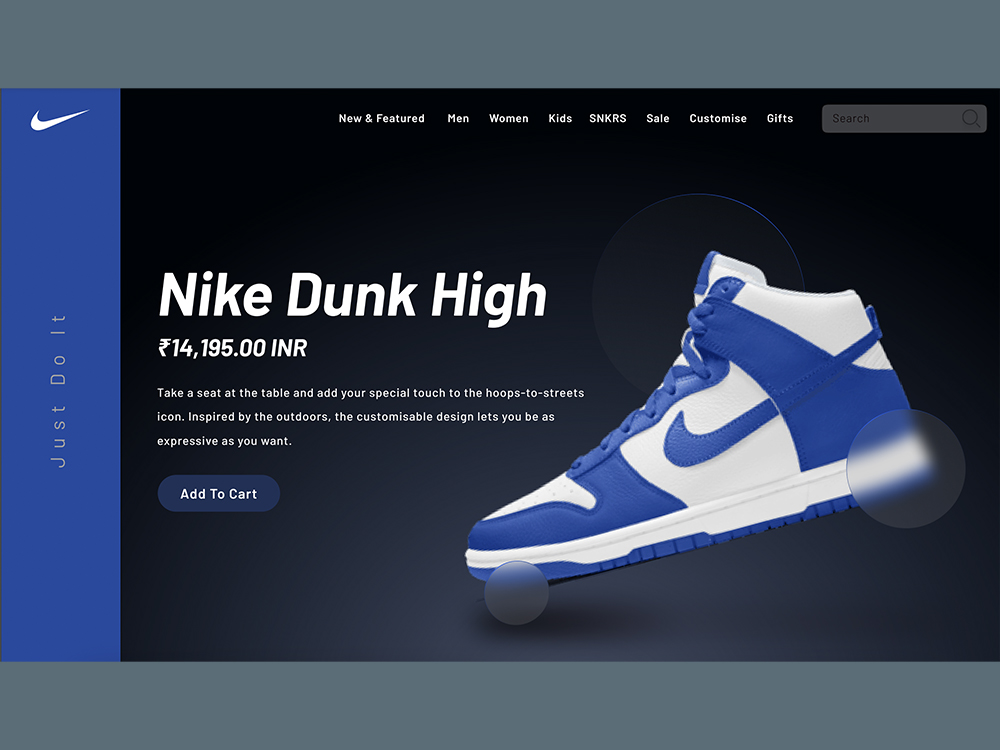 New & Featured Men Women Kids SNKRS Sale Customise Gifts Search
Just Do It
Nike Dunk High
₹14,195.00 INR
Take a seat at the table and add your special touch to the hoops-to-streets
icon. Inspired by the outdoors, the customisable design lets you be as
expressive as you want.
Add To Cart